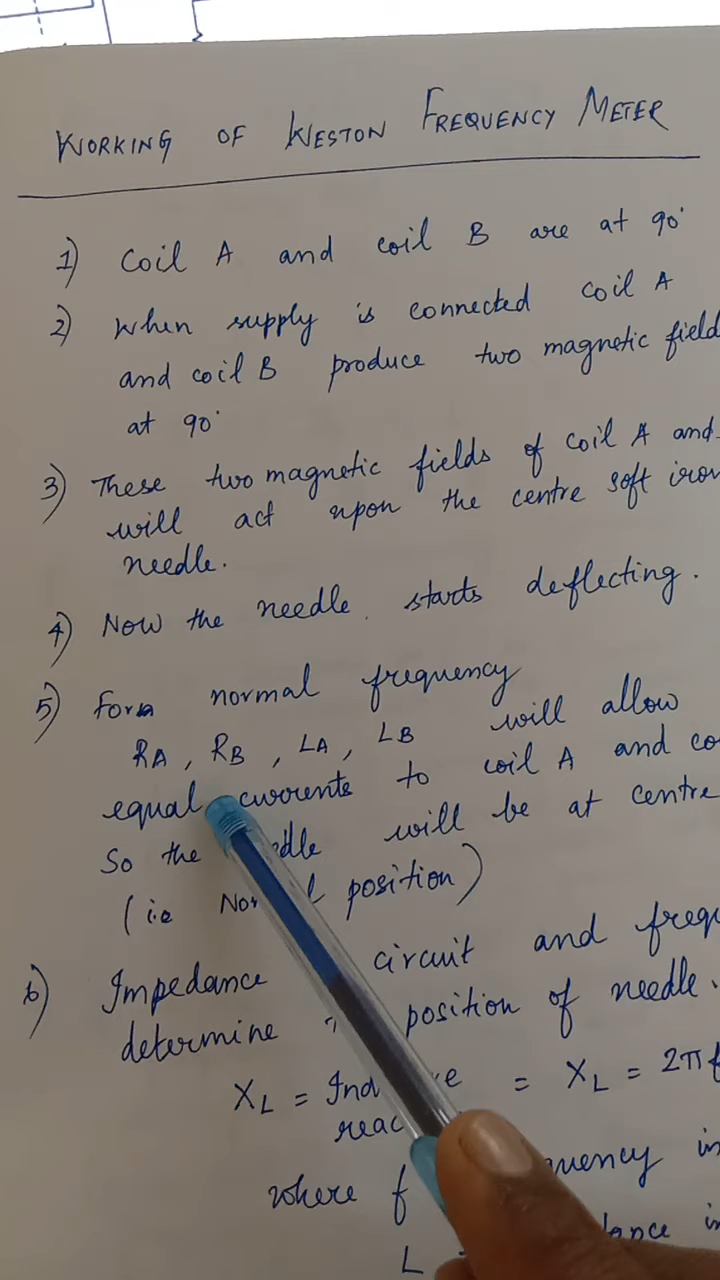 WORKING OF WESTON FREQUENCY METER
1) Coil A and coil B are at 90°
2) When supply is connected coil A
and coil B produce two magnetic field
at 90°
3) These two magnetic fields of coil A and
will act upon the centre soft iron
needle.
4) Now the needle starts deflecting.
5) For normal frequency
RA, RB, LA, LB will allow
equal currents to coil A and
So the will be at centre
(ie position)
6) Impedance circuit and
determine position of needle.
XL = = XL = 2π
where f in
L